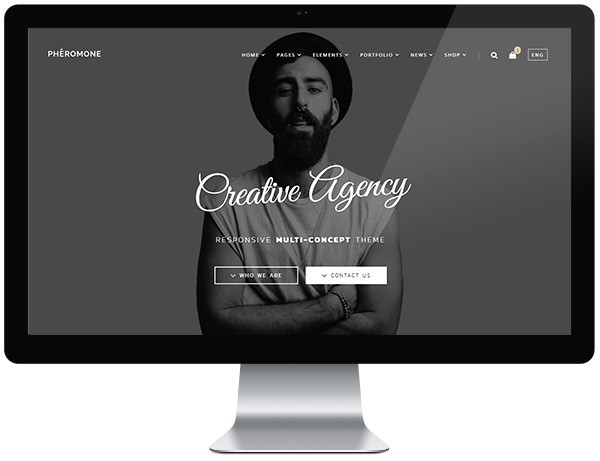 PHÉROMONE HOME PAGES ELEMENTS PORTFOLIO NEWS SHOP ENG
Creative Agency
RESPONSIVE MULTI-CONCEPT THEME
WHO WE ARE CONTACT US